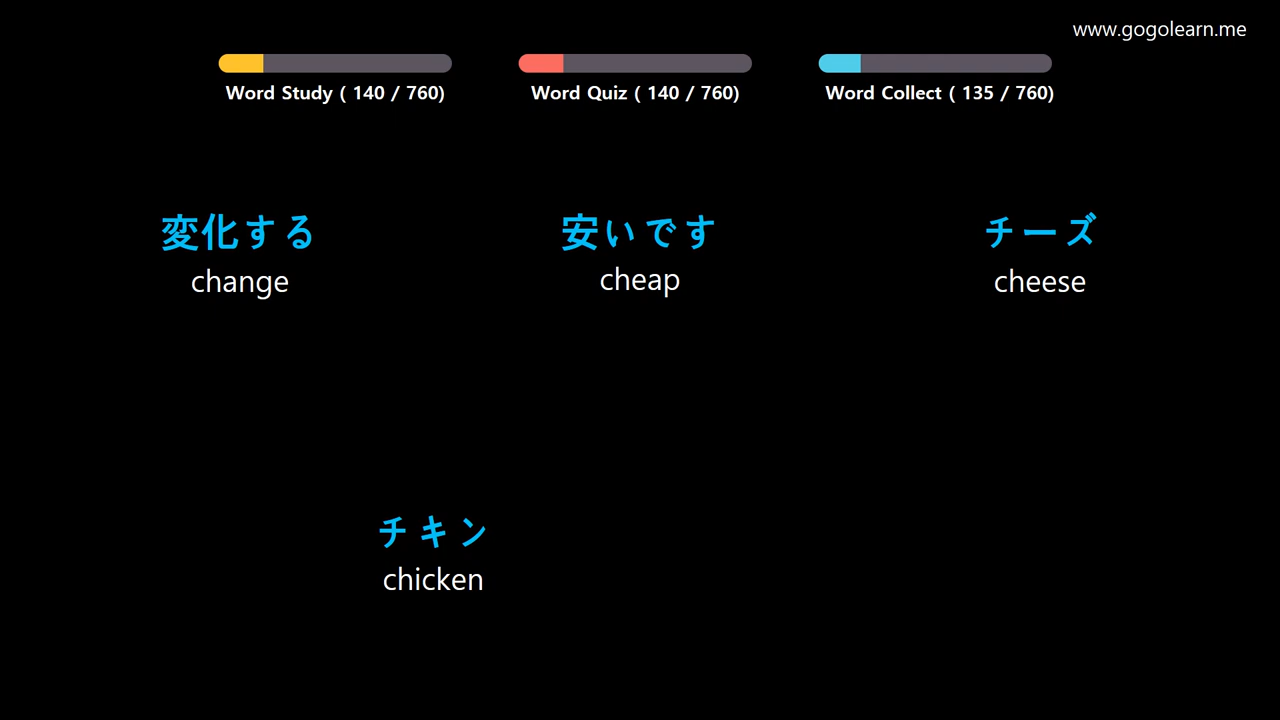 www.gogolearn.me
Word Study ( 140 / 760)
Word Quiz ( 140 / 760)
Word Collect ( 135 / 760)
変化する
change
安いです
cheap
チーズ
cheese
チキン
chicken